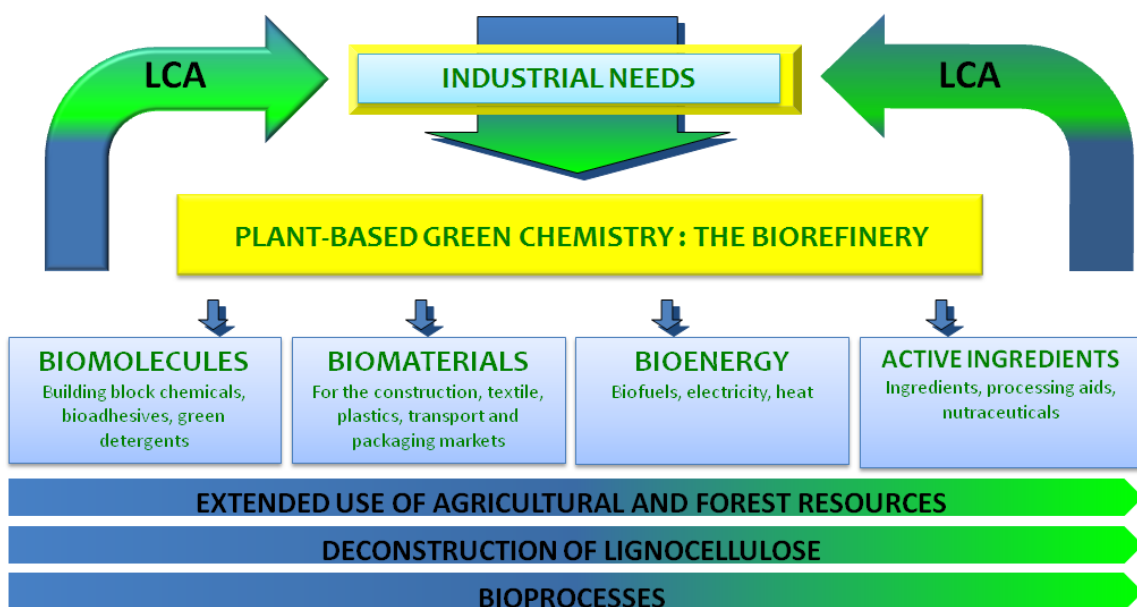 LCA
INDUSTRIAL NEEDS
LCA
PLANT-BASED GREEN CHEMISTRY : THE BIOREFINERY
BIOMOLECULES
Building block chemicals,
bioadhesives, green
detergents
BIOMATERIALS
For the construction, textile,
plastics, transport and
packaging markets
BIOENERGY
Biofuels, electricity, heat
ACTIVE INGREDIENTS
Ingredients, processing aids,
nutraceuticals
EXTENDED USE OF AGRICULTURAL AND FOREST RESOURCES
DECONSTRUCTION OF LIGNOCELLULOSE
BIOPROCESSES